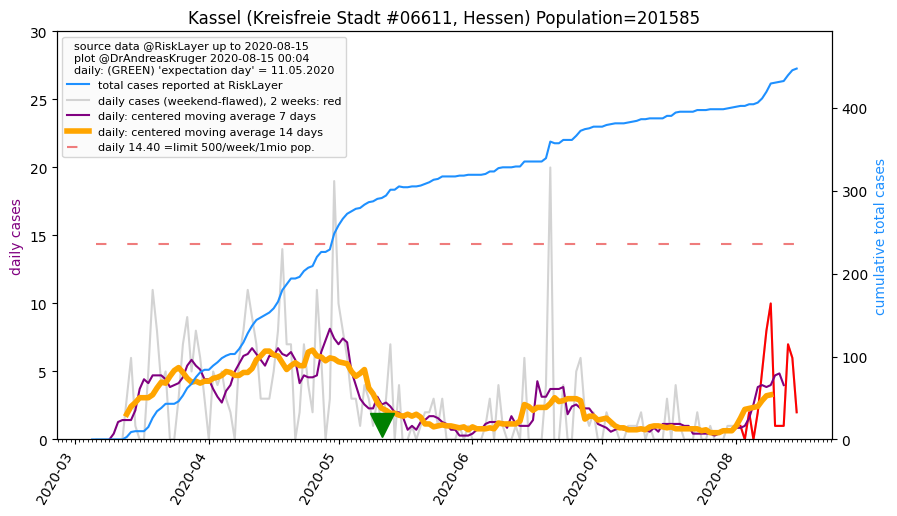 Kassel (Kreisfreie Stadt #06611, Hessen) Population=201585
source data @RiskLayer up to 2020-08-15
plot @DrAndreasKruger 2020-08-15 00:04
daily: (GREEN) 'expectation day' = 11.05.2020
total cases reported at RiskLayer
daily cases (weekend-flawed), 2 weeks: red
daily: centered moving average 7 days
daily: centered moving average 14 days
daily 14.40 =limit 500/week/1mio pop.
daily cases
30
25
20
15
10
5
0
cumulative total cases
400
300
200
100
0
2020-03
2020-04
2020-05
2020-06
2020-07
2020-08